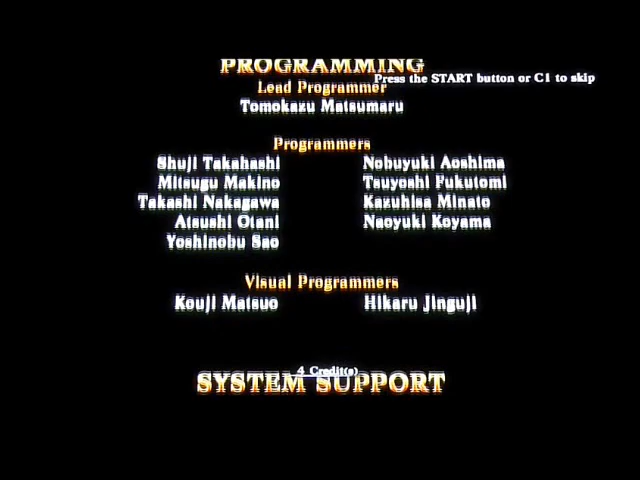 PROGRAMMING
Press the START button or C1 to skip
Lead Programmer
Tomokazu Matsumaru
Programmers
Shuji Takahashi Nobuyuki Aoshima
Mitsugu Makino Tsuyoshi Fukutomi
Takashi Nakagawa Kazuhisa Minato
Atsushi Otani Naoyuki Koyama
Yoshinobu Sao
Visual Programmers
Kouji Matsuo Hikaru Jinguji
4 Credit(s)
SYSTEM SUPPORT